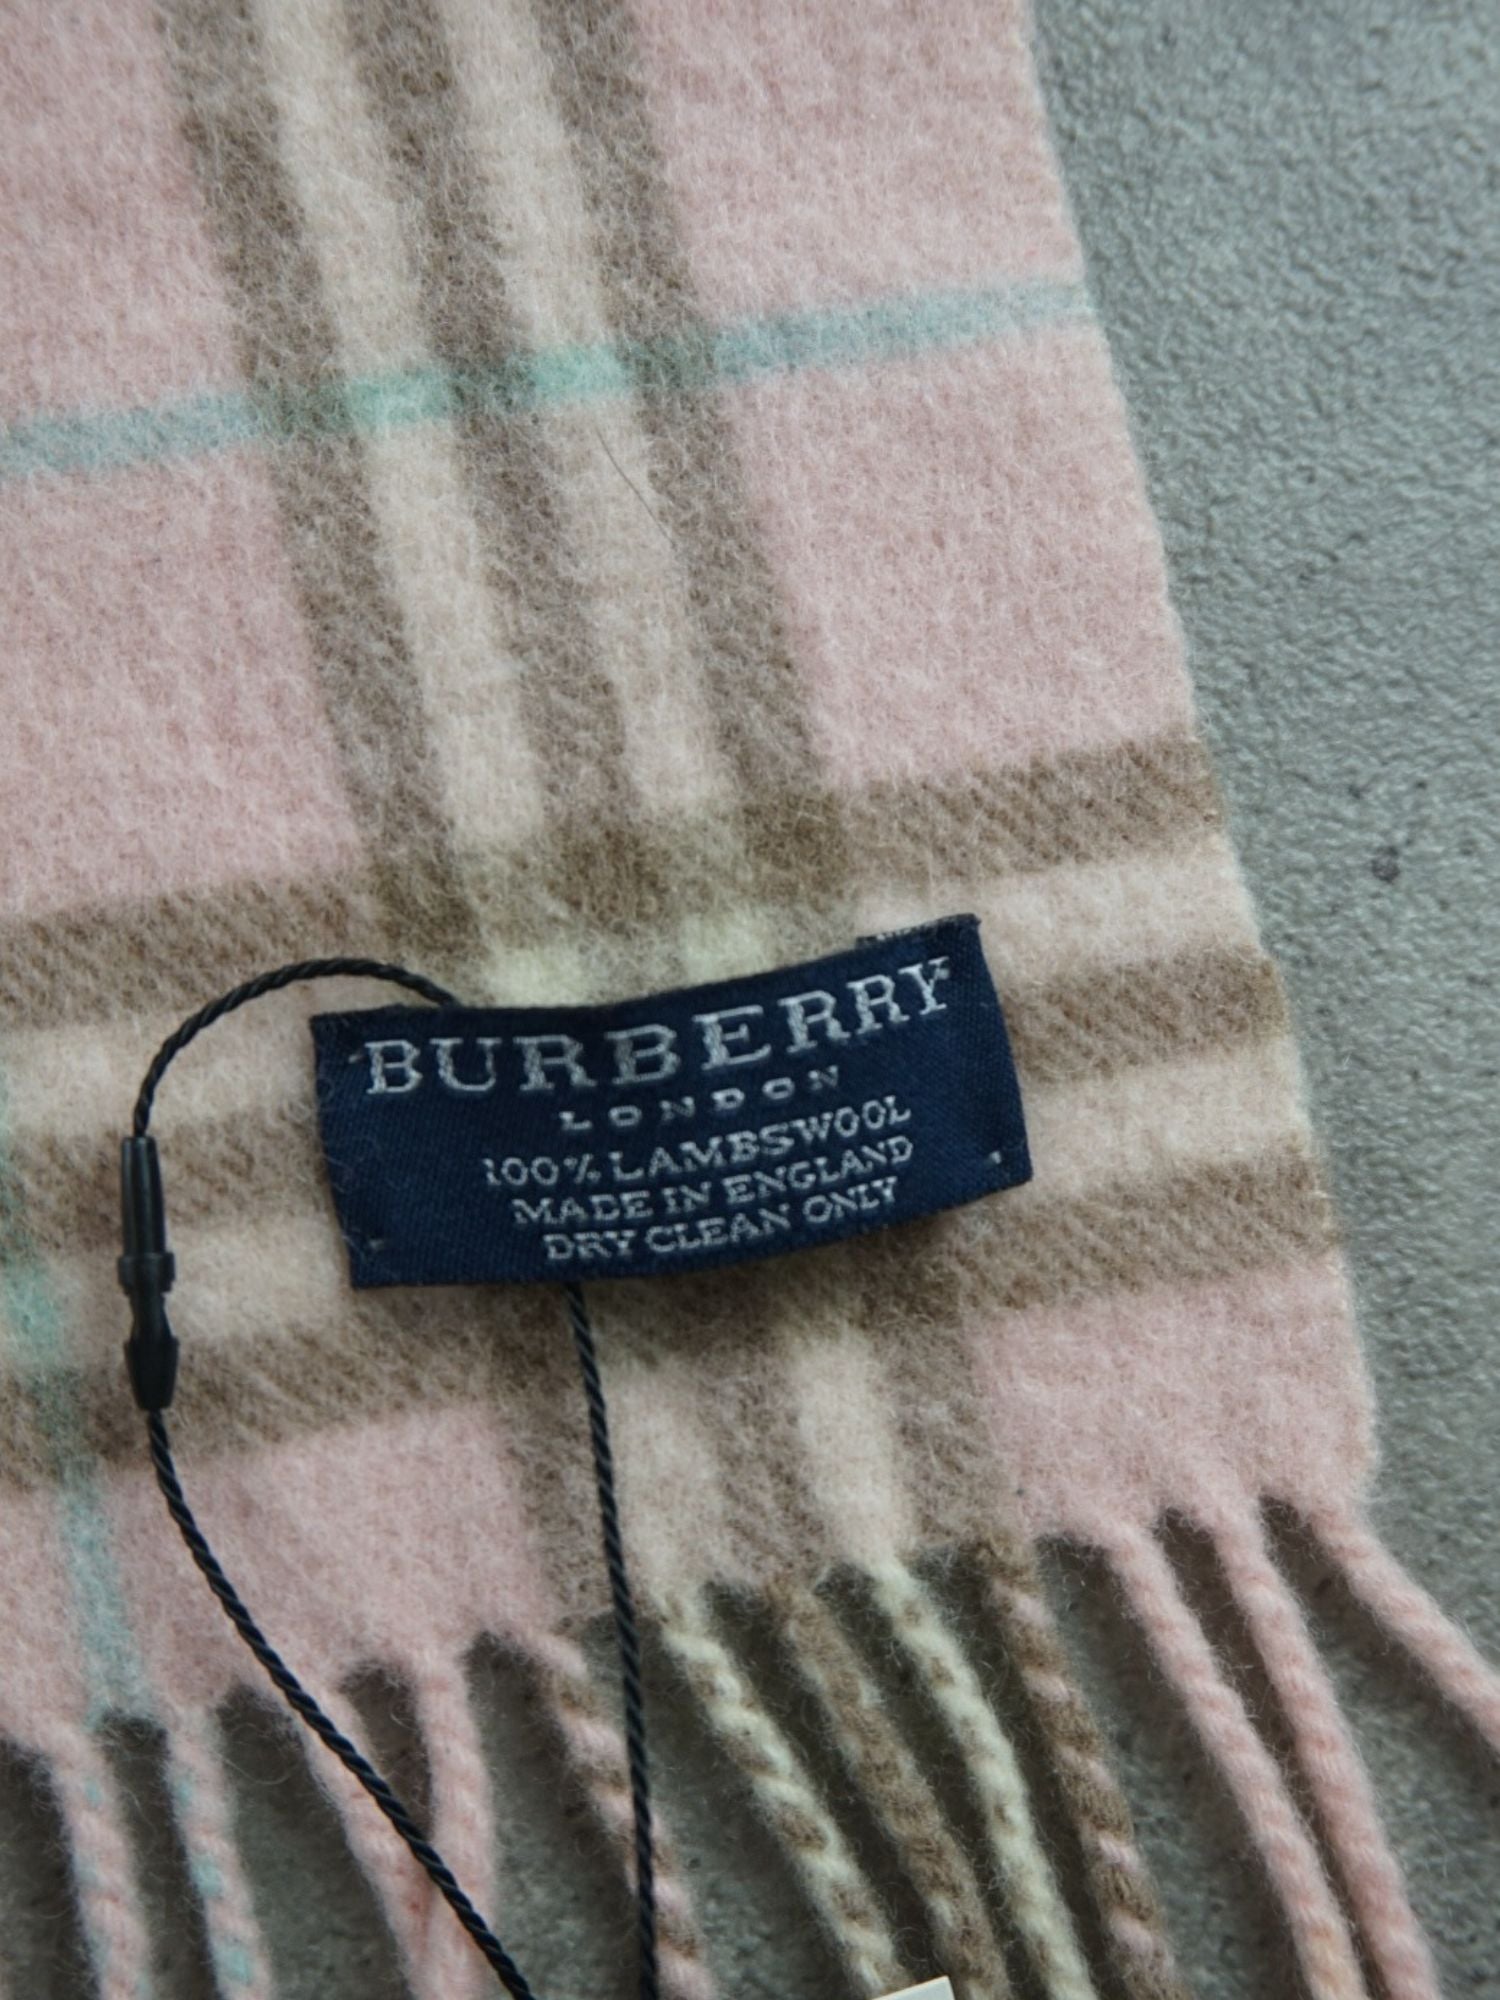 BURBERRY
LONDON
100% LAMBSWOOL
MADE IN ENGLAND
DRY CLEAN ONLY